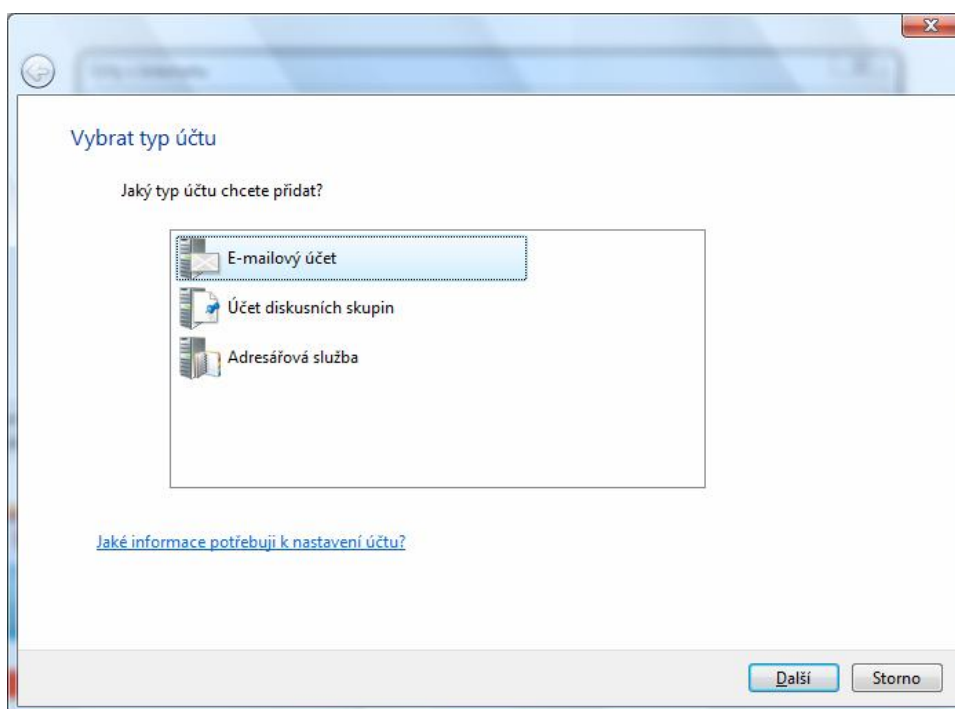 Vybrat typ účtu
Jaký typ účtu chcete přidat?
E-mailový účet
Účet diskusních skupin
Adresářová služba
Jaké informace potřebuji k nastavení účtu?
Další
Storno